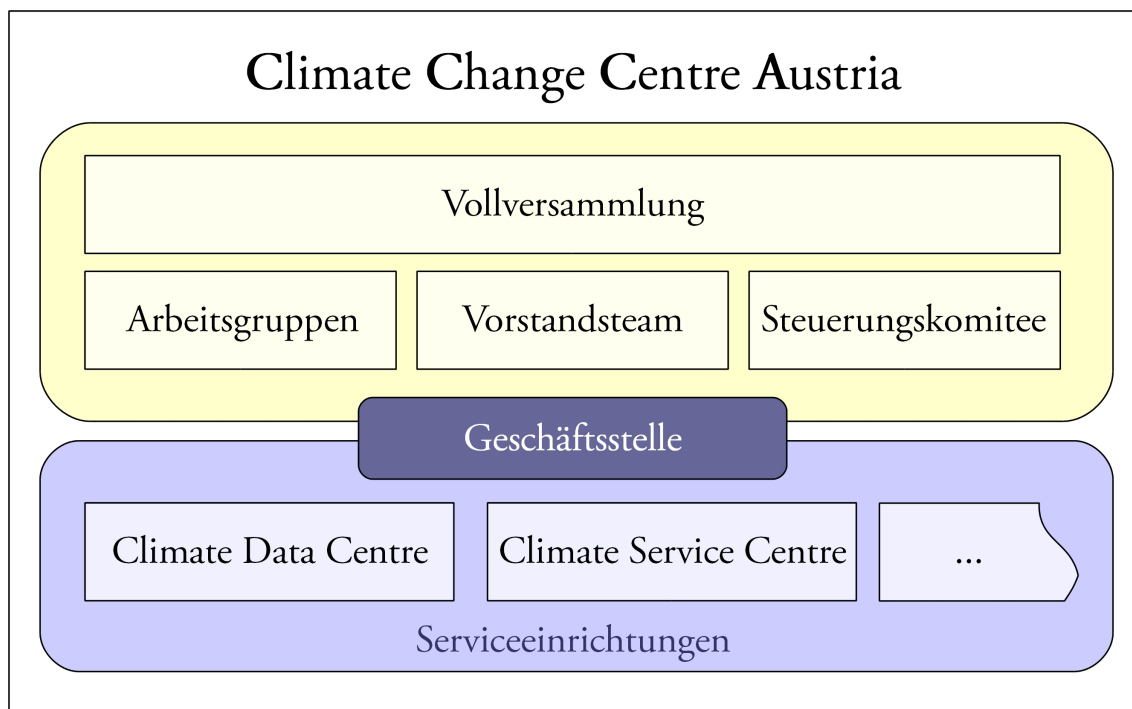 Climate Change Centre Austria
Vollversammlung
Arbeitsgruppen
Vorstandsteam
Steuerungskomitee
Geschäftsstelle
Climate Data Centre
Climate Service Centre
...
Serviceeinrichtungen